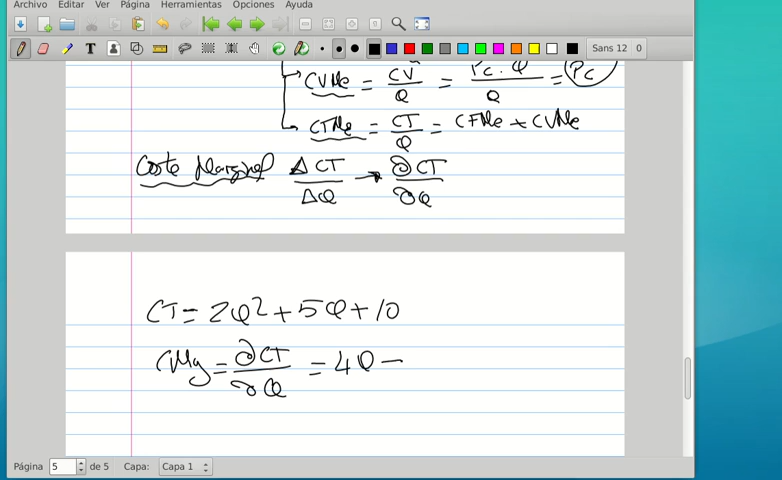 Archivo Editar Ver Página Herramientas Opciones Ayuda
Sans 12 0
CVMe = CV/Q = Pc. Q/Q = Pc
CTMe = CT/Q = CFMe + CVMe
Coste Marginal ΔCT/ΔQ → ∂CT/∂Q
CT = 2Q² + 5Q + 10
CMg = ∂CT/∂Q = 4Q –
Página 5 de 5 Capa: Capa 1